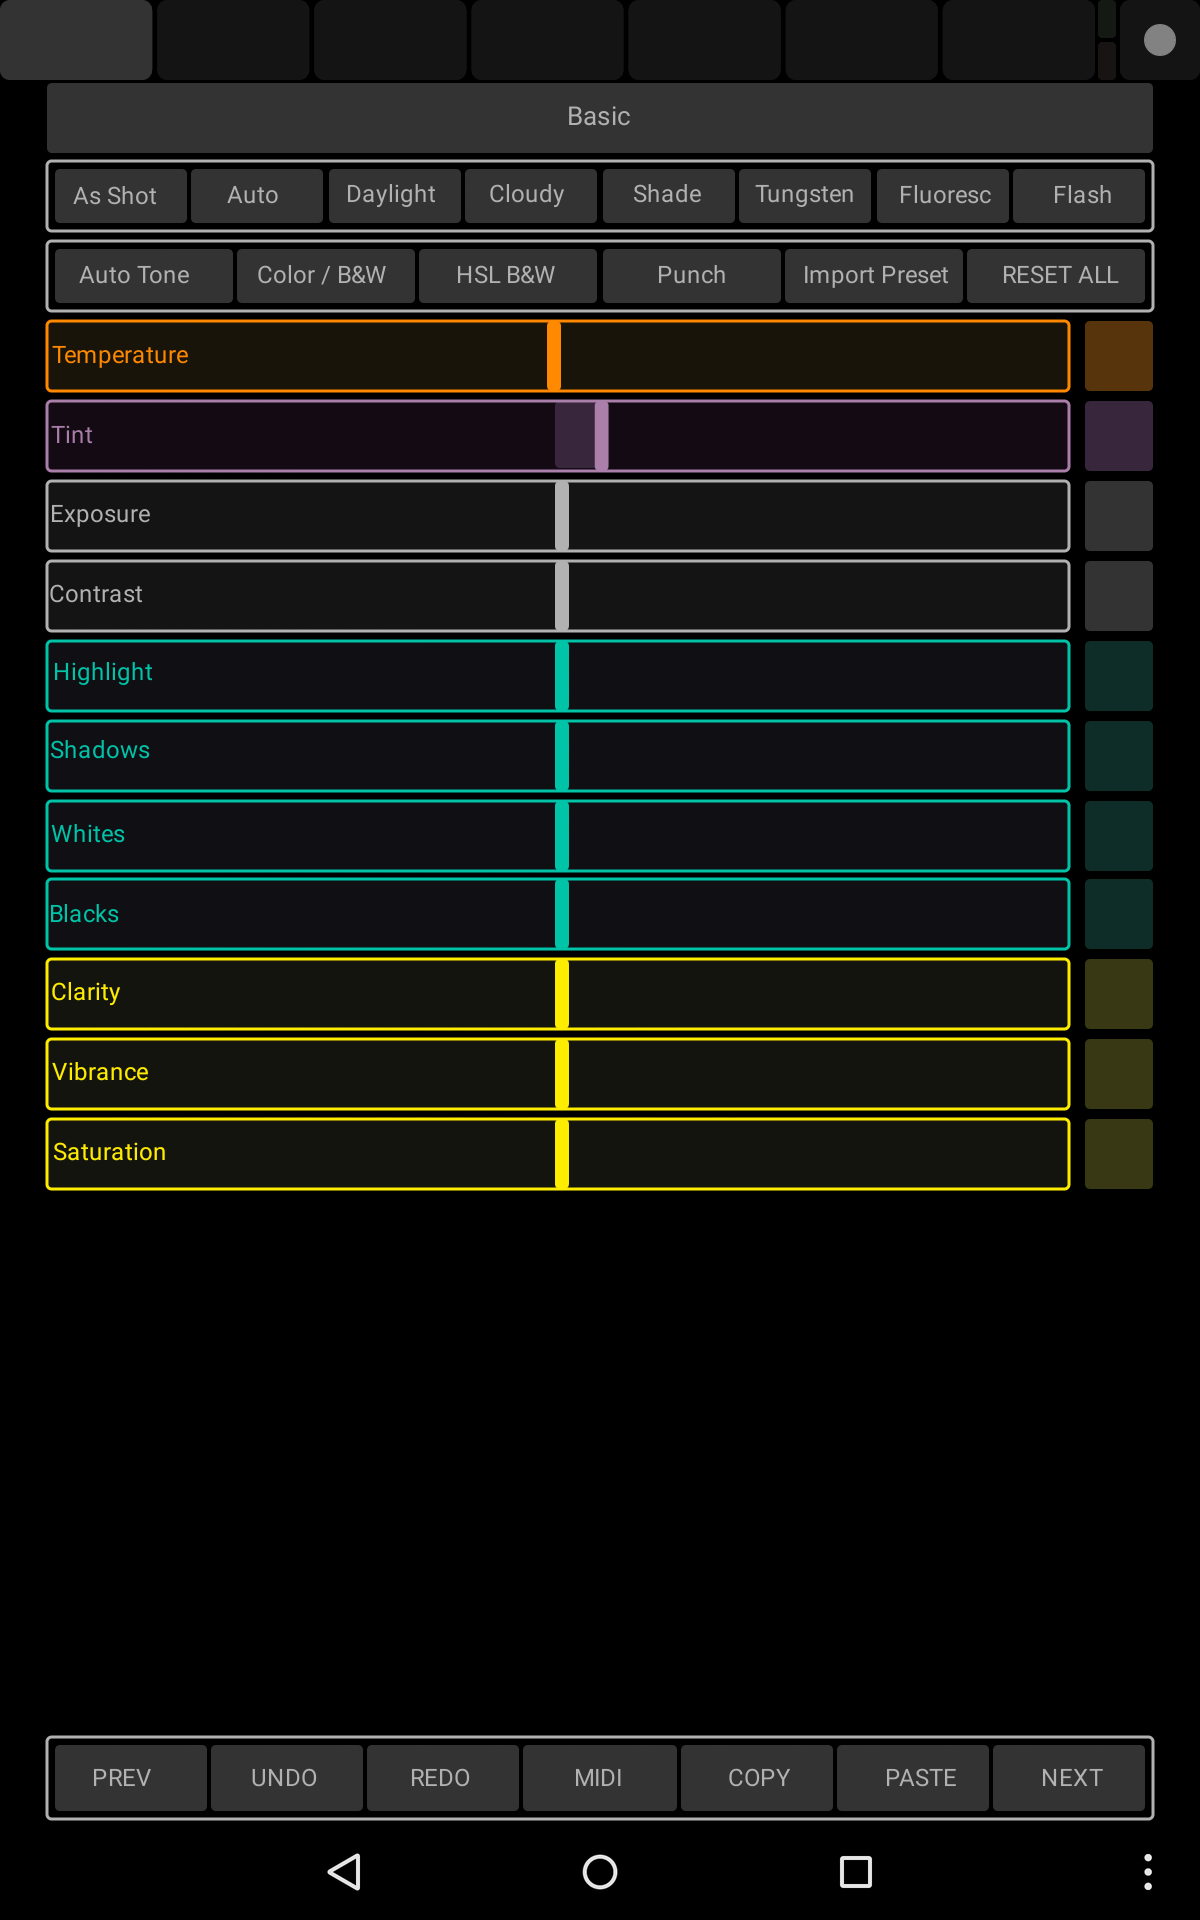 Basic
As Shot Auto Daylight Cloudy Shade Tungsten Fluoresc Flash
Auto Tone Color / B&W HSL B&W Punch Import Preset RESET ALL
Temperature
Tint
Exposure
Contrast
Highlight
Shadows
Whites
Blacks
Clarity
Vibrance
Saturation
PREV UNDO REDO MIDI COPY PASTE NEXT